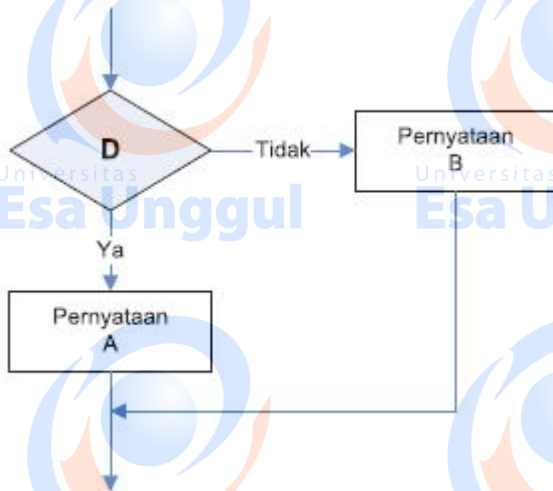 D
Tidak
Pernyataan
B
Universitas
Esa Unggul
Universitas
Esa U
Ya
Pernyataan
A